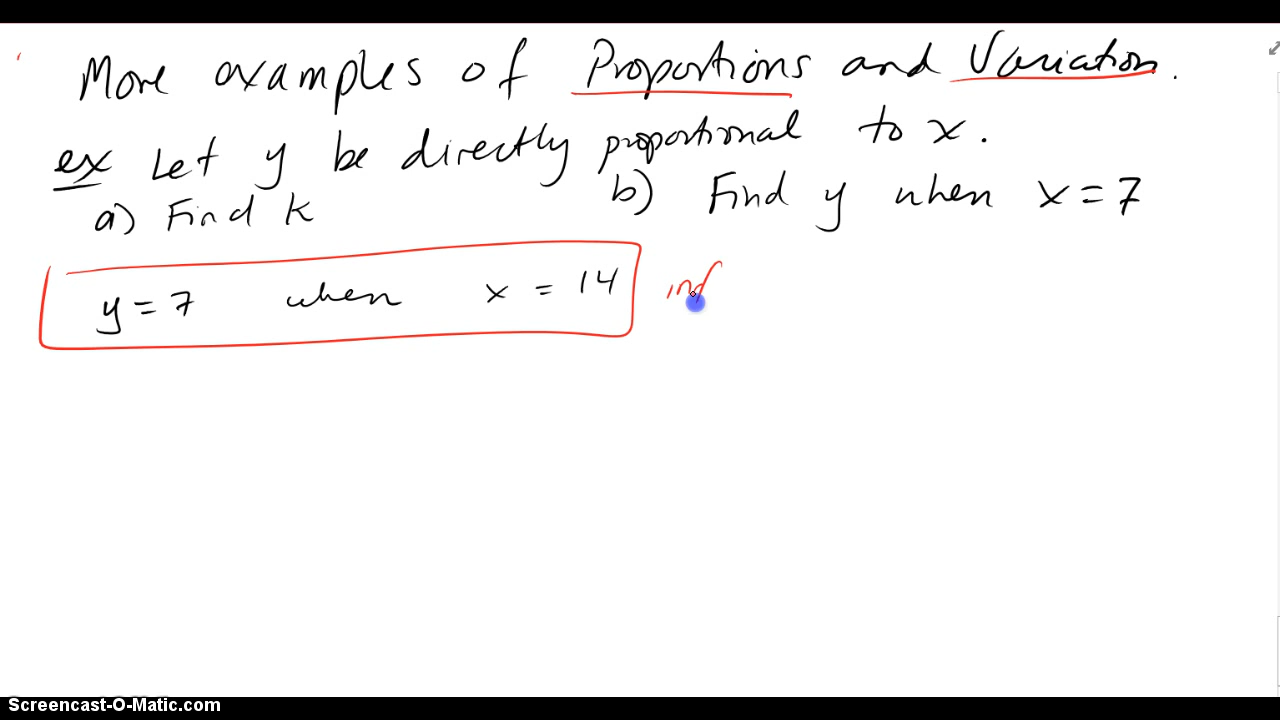 More examples of Proportions and Variation.
ex Let y be directly proportional to x.
a) Find k b) Find y when x = 7
y = 7 when x = 14 inf
Screencast-O-Matic.com